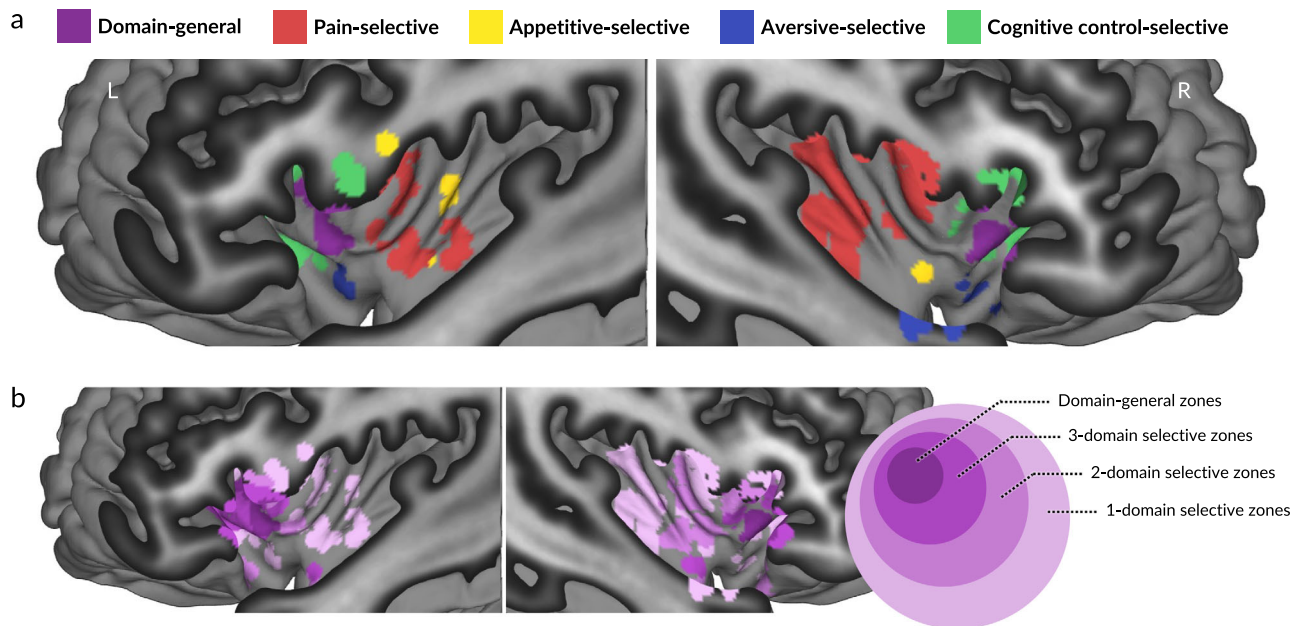 a
Domain-general Pain-selective Appetitive-selective Aversive-selective Cognitive control-selective
L R
b
Domain-general zones
3-domain selective zones
2-domain selective zones
1-domain selective zones